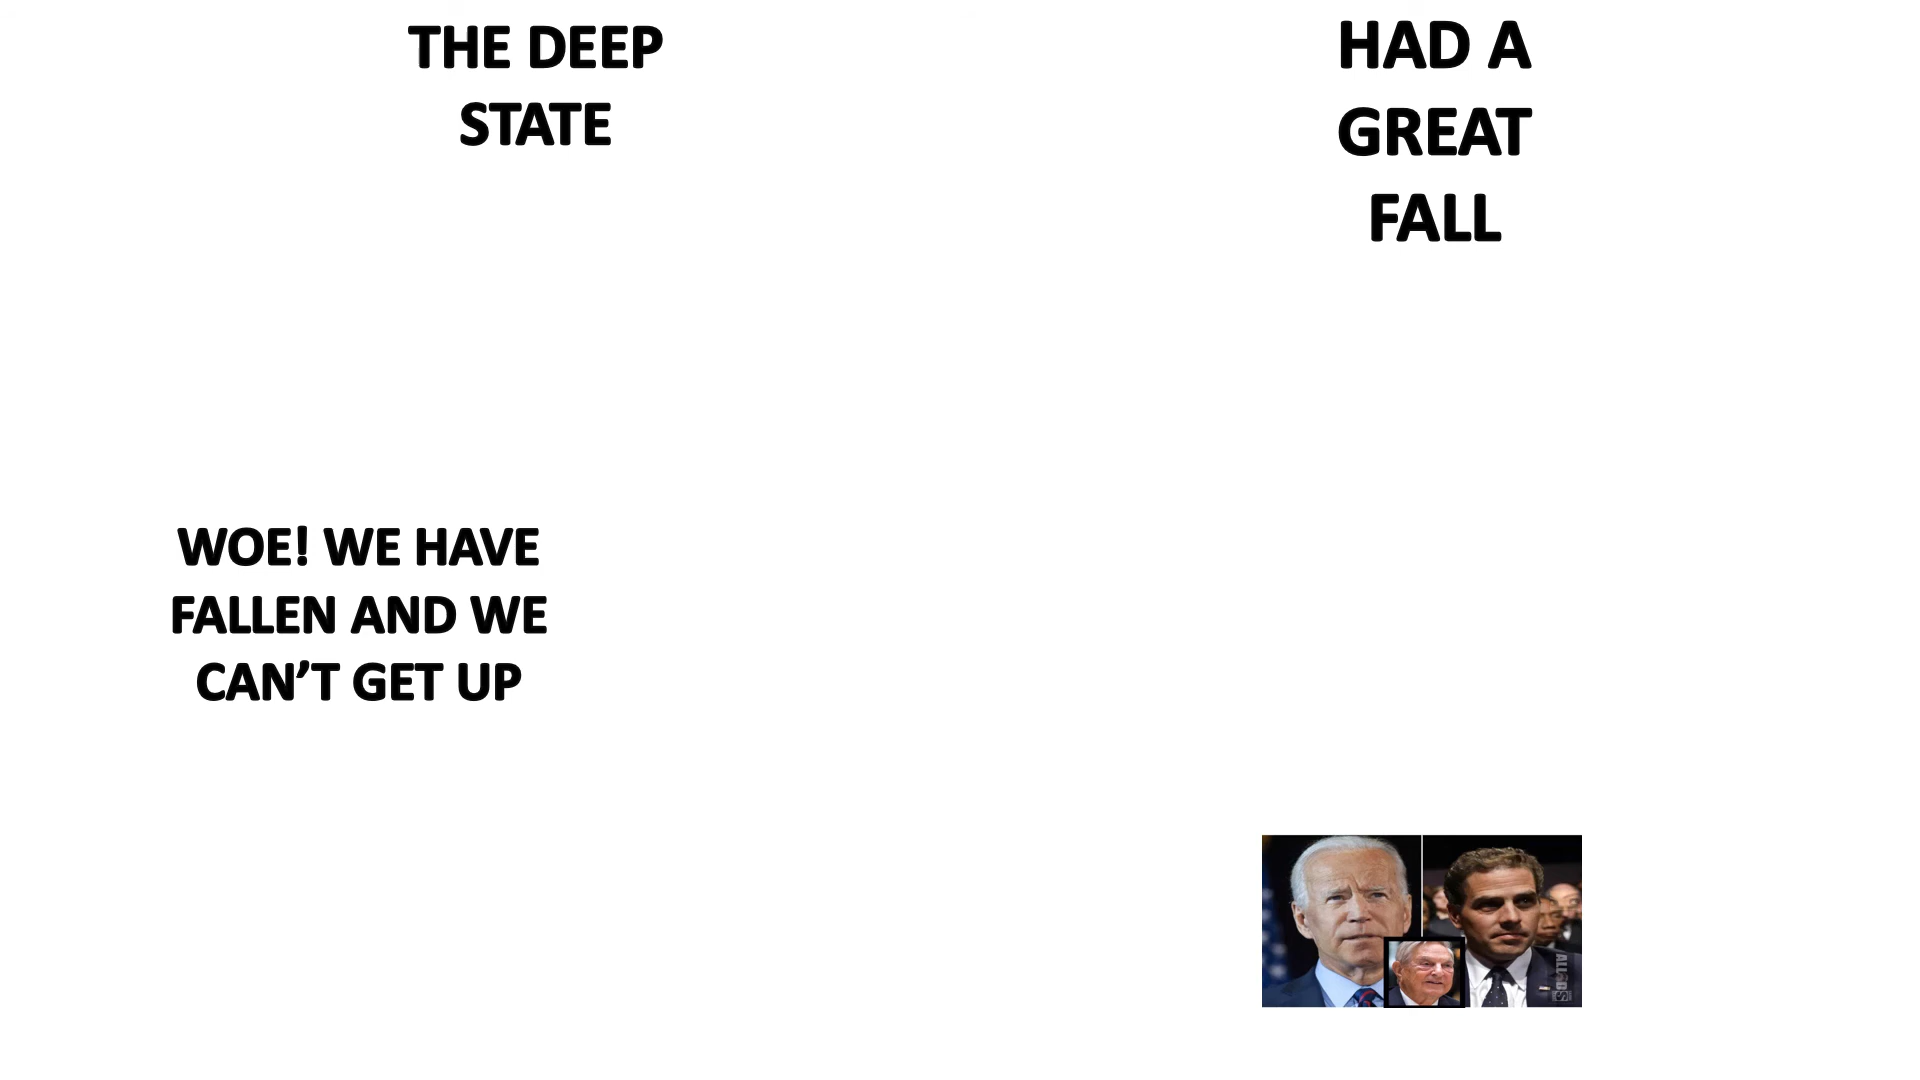 THE DEEP
STATE
HAD A
GREAT
FALL
WOE! WE HAVE
FALLEN AND WE
CAN’T GET UP